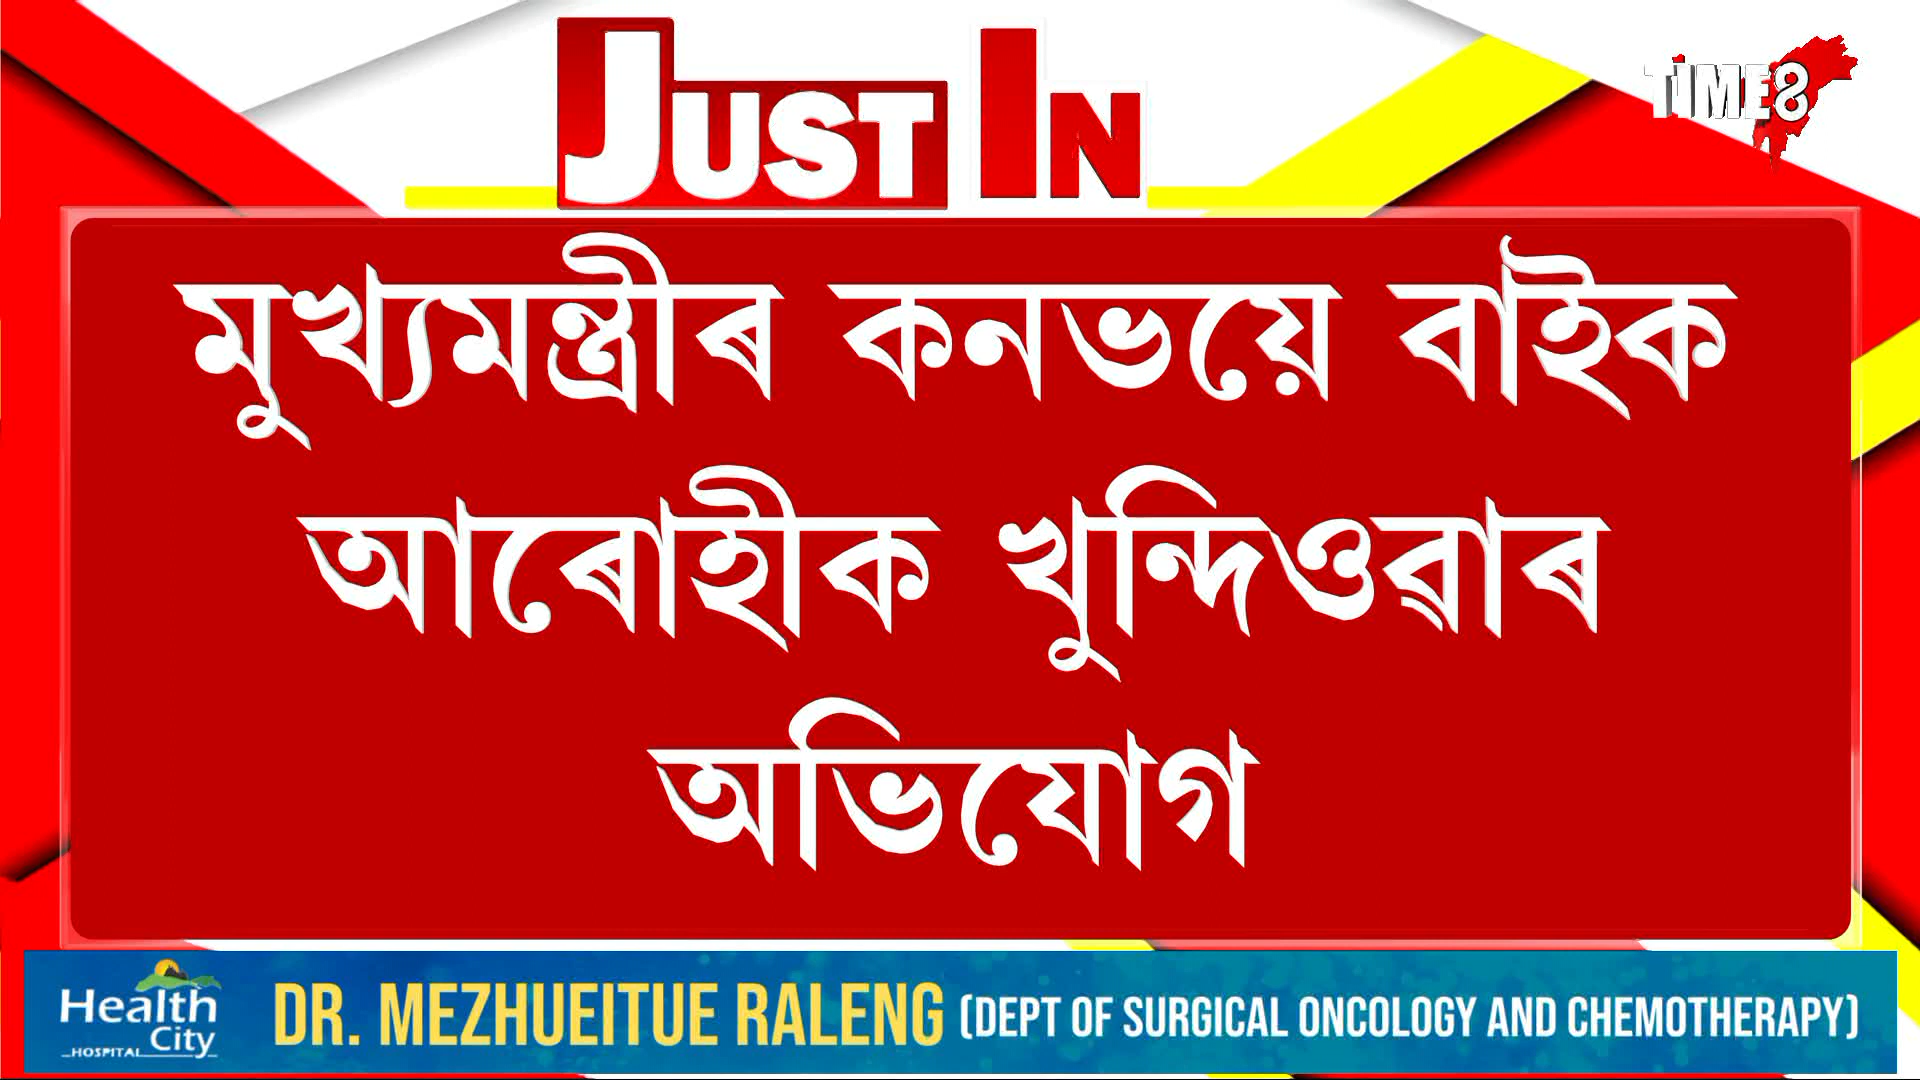 JUST IN
TIME8
মুখ্যমন্ত্ৰীৰ কনভয়ে বাইক
আৰোহীক খুন্দিওৱাৰ
অভিযোগ
Health
City
HOSPITAL
DR. MEZHUEITUE RALENG (DEPT OF SURGICAL ONCOLOGY AND CHEMOTHERAPY)